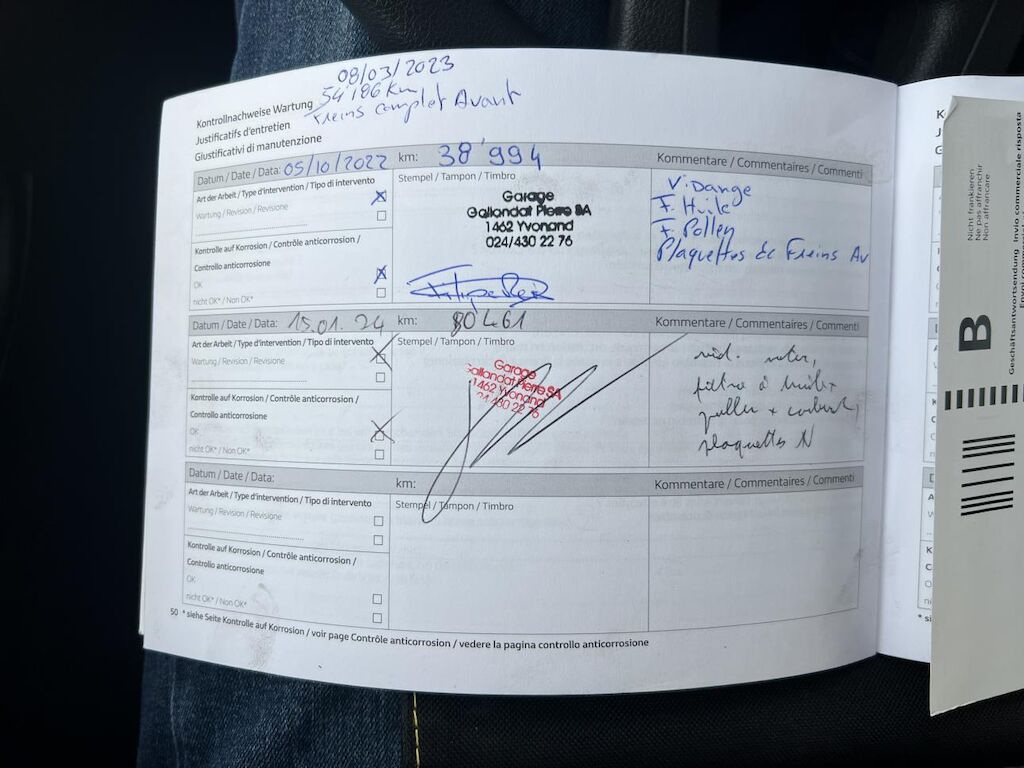 08/03/2023
54'186 Km
Freins complet Avant
Kontrollnachweise Wartung
Justificatifs d'entretien
Giustificativi di manutenzione
Datum / Date / Data: 05/10/2022 km: 38'994 Kommentare / Commentaires / Commenti
Art der Arbeit / Type d'intervention / Tipo di intervento
Wartung / Revision / Revisione
Kontrolle auf Korrosion / Contrôle anticorrosion /
Controllo anticorrosione
OK
nicht OK* / Non OK*
Stempel / Tampon / Timbro
Garage
Gallandat Pierre SA
1462 Yvonand
024/430 22 76
V. Dange
F. Huile
F. Pollen
Plaquettes de Freins Av
Datum / Date / Data: 15.01.24 km: 80461 Kommentare / Commentaires / Commenti
Art der Arbeit / Type d'intervention / Tipo di intervento
Wartung / Revision / Revisione
Kontrolle auf Korrosion / Contrôle anticorrosion /
Controllo anticorrosione
OK
nicht OK* / Non OK*
Stempel / Tampon / Timbro
Garage
Gallandat Pierre SA
1462 Yvonand
024/430 22 76
filtre à huile
plaquettes
Datum / Date / Data: km: Kommentare / Commentaires / Commenti
Art der Arbeit / Type d'intervention / Tipo di intervento
Wartung / Revision / Revisione
Kontrolle auf Korrosion / Contrôle anticorrosion /
Controllo anticorrosione
OK
nicht OK* / Non OK*
Stempel / Tampon / Timbro
50 * siehe Seite Kontrolle auf Korrosion / voir page Contrôle anticorrosion / vedere la pagina controllo anticorrosione
Nicht frankieren
Ne pas affranchir
Non affrancare
B
Geschäftsantwortsendung Invio commerciale risposta